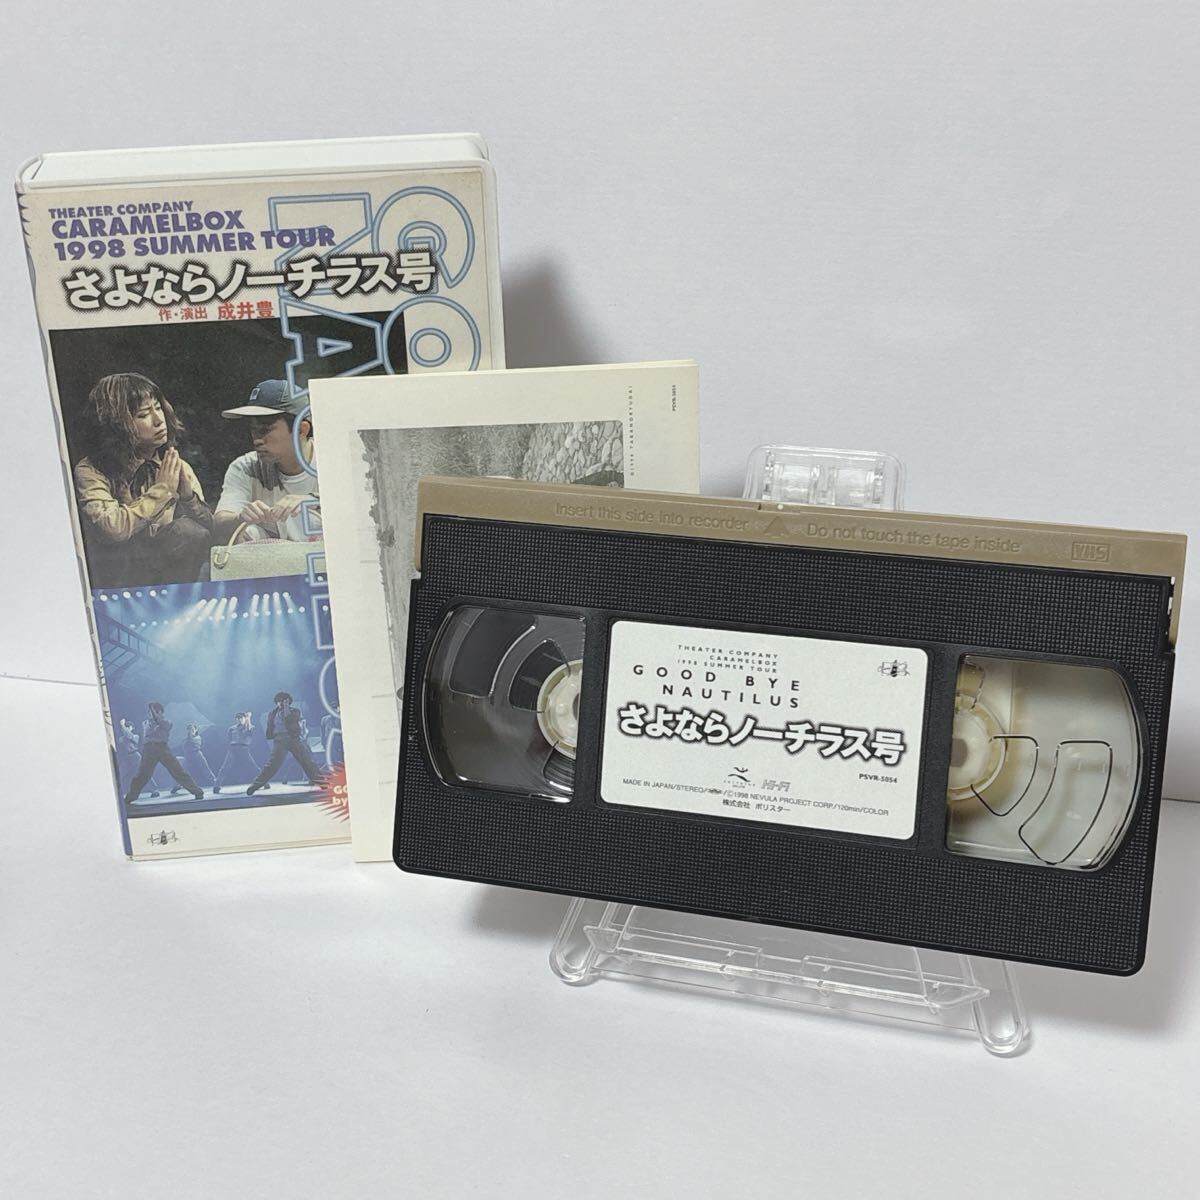 THEATER COMPANY
CARAMELBOX
1998 SUMMER TOUR
さよならノーチラス号
作・演出 成井豊
PSVR-5054
Insert this side into recorder
Do not touch the tape inside
VHS
THEATER COMPANY
CARAMELBOX
1998 SUMMER TOUR
GOOD BYE
NAUTILUS
さよならノーチラス号
PSVR-5054
Hi-Fi
MADE IN JAPAN/STEREO/
Ⓒ1998 NEVULA PROJECT CORP./120min/COLOR
株式会社 ポリスター